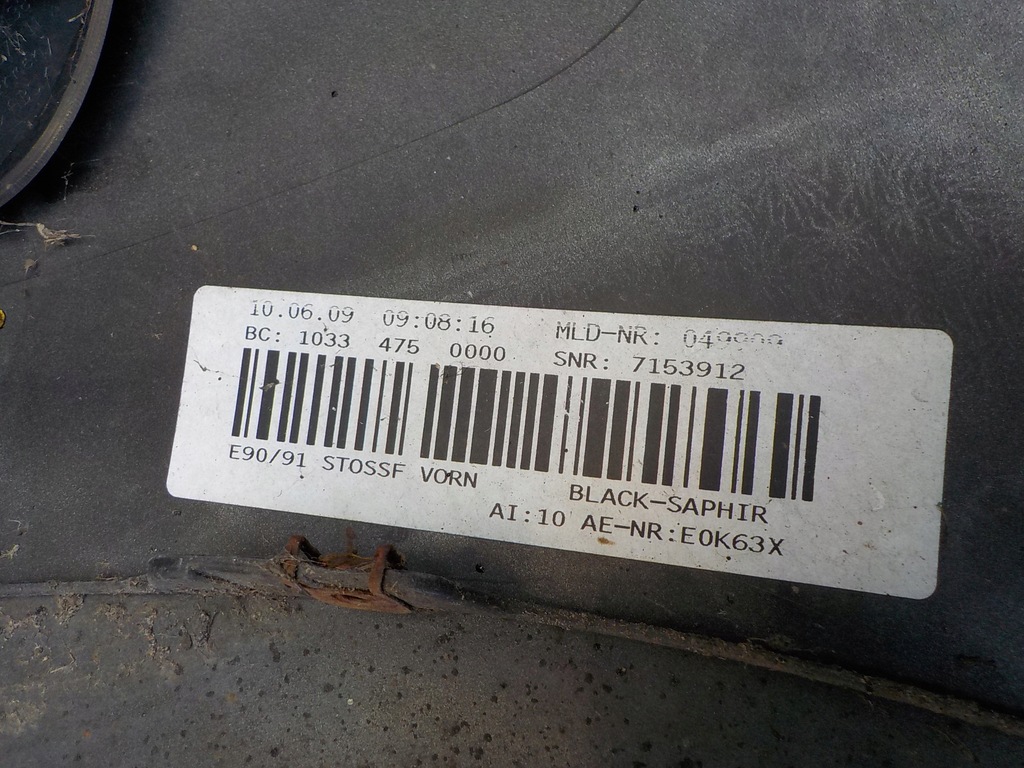 10.06.09 09:08:16 MLD-NR:
BC: 1033 475 0000 SNR: 7153912
E90/91 STOSSF VORN BLACK-SAPHIR
AI:10 AE-NR:E0K63X